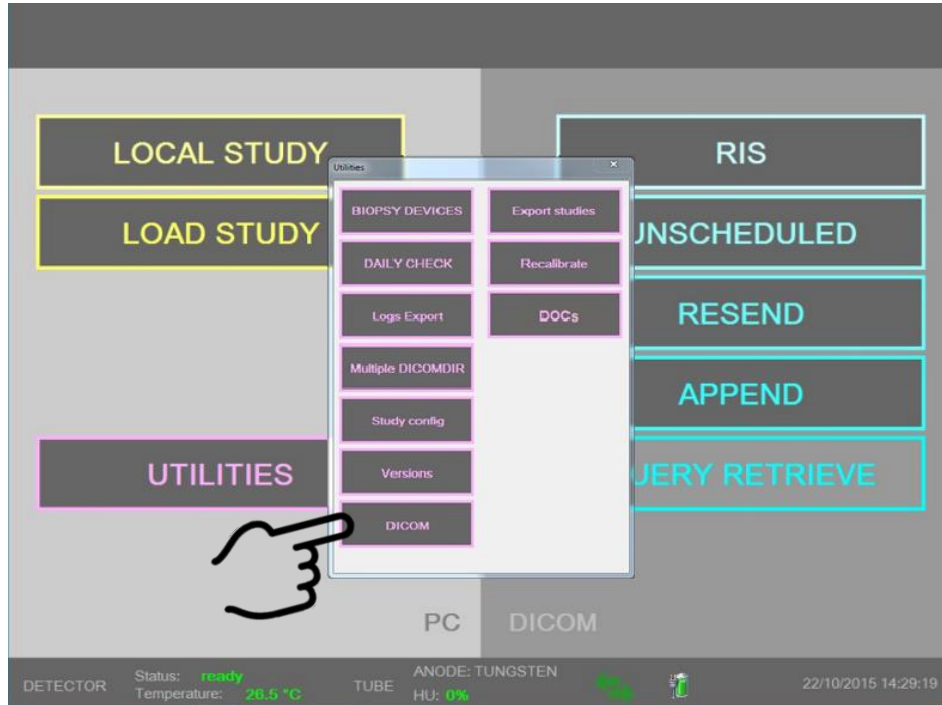 LOCAL STUDY
LOAD STUDY
UTILITIES
Utilities
BIOPSY DEVICES
DAILY CHECK
Logs Export
Multiple DICOMDIR
Study config
Versions
DICOM
Export studies
Recalibrate
DOCs
RIS
UNSCHEDULED
RESEND
APPEND
UERY RETRIEVE
PC
DICOM
DETECTOR
Status: ready
Temperature: 26.5 °C
TUBE
ANODE: TUNGSTEN
HU: 0%
22/10/2015 14:29:19